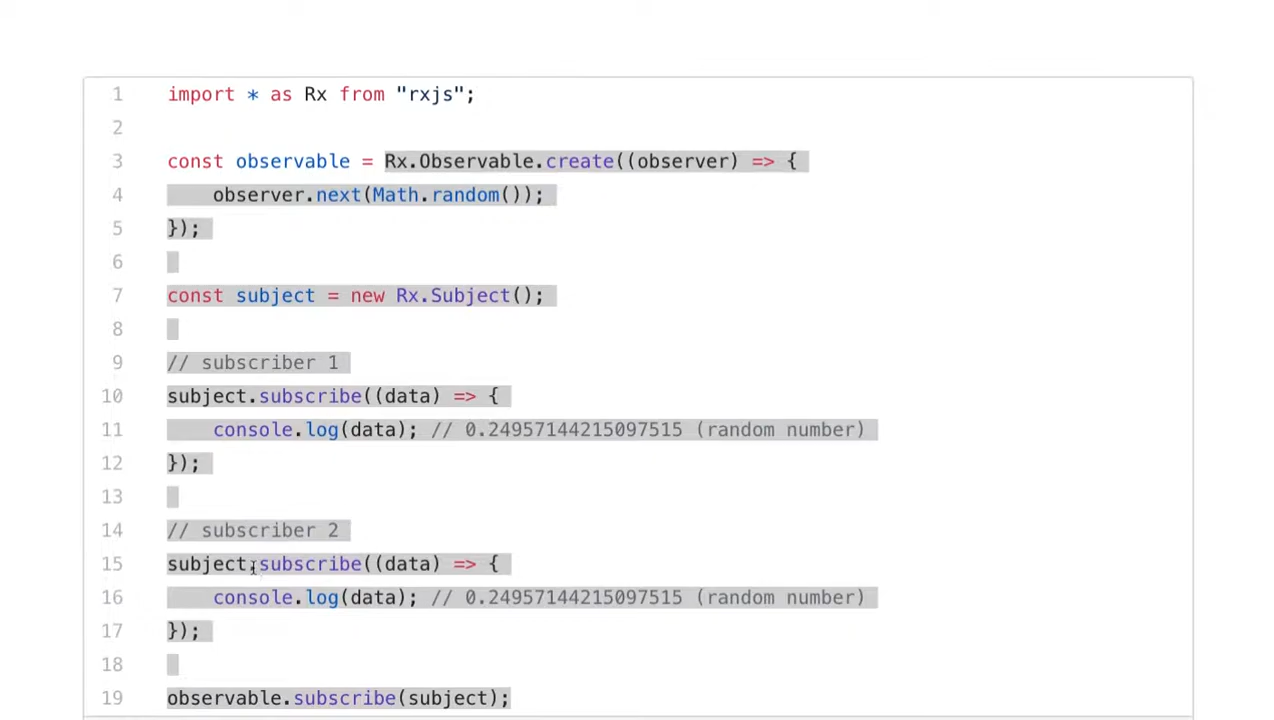 1 import * as Rx from "rxjs";
2
3 const observable = Rx.Observable.create((observer) => {
4 observer.next(Math.random());
5 });
6
7 const subject = new Rx.Subject();
8
9 // subscriber 1
10 subject.subscribe((data) => {
11 console.log(data); // 0.24957144215097515 (random number)
12 });
13
14 // subscriber 2
15 subject.subscribe((data) => {
16 console.log(data); // 0.24957144215097515 (random number)
17 });
18
19 observable.subscribe(subject);